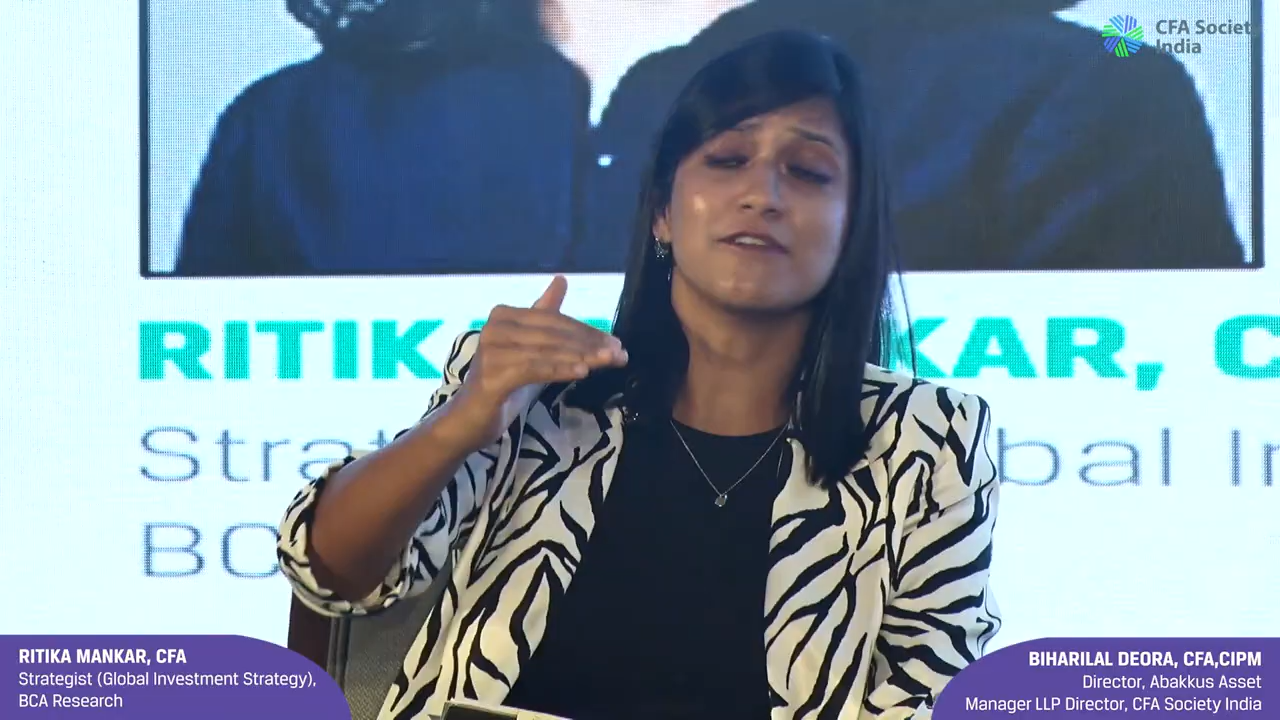 CFA Societ
India
RITIK KAR, C
Strat bal In
BC
RITIKA MANKAR, CFA
Strategist (Global Investment Strategy),
BCA Research
BIHARILAL DEORA, CFA,CIPM
Director, Abakkus Asset
Manager LLP Director, CFA Society India